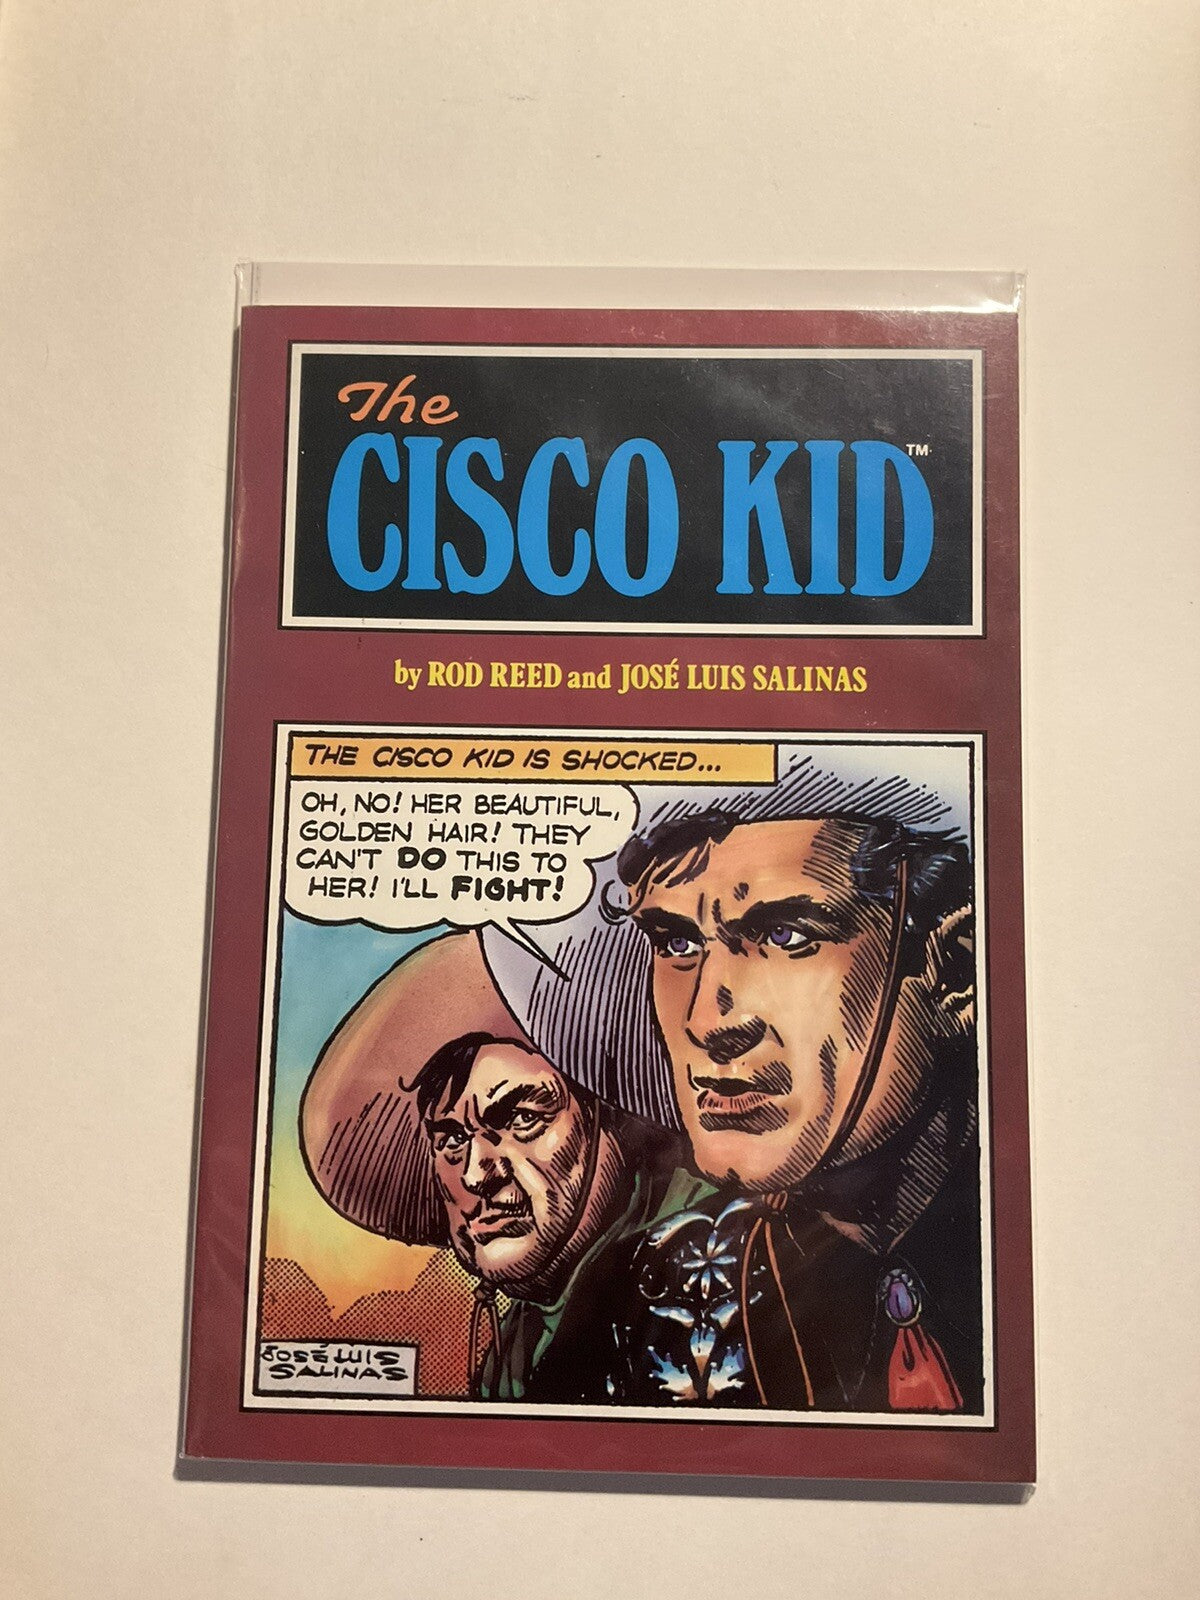 The
CISCO KID™
by ROD REED and JOSÉ LUIS SALINAS
THE CISCO KID IS SHOCKED...
OH, NO! HER BEAUTIFUL,
GOLDEN HAIR! THEY
CAN'T DO THIS TO
HER! I'LL FIGHT!
JOSÉ LUIS
SALINAS